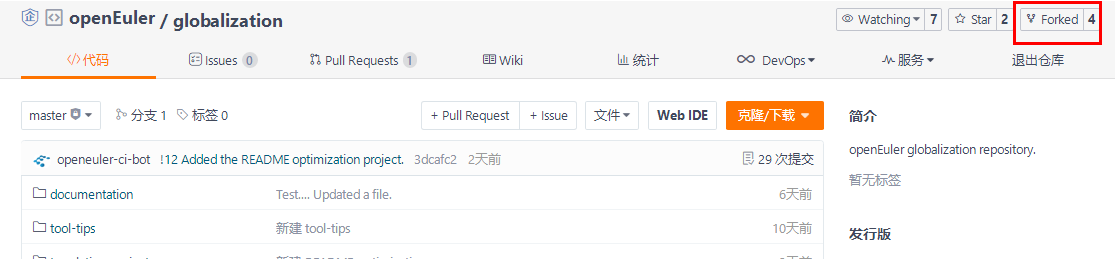 企 openEuler / globalization
Watching 7 Star 2 Forked 4
代码 Issues 0 Pull Requests 1 Wiki 统计 DevOps 服务 退出仓库
master 分支 1 标签 0 + Pull Request + Issue 文件 Web IDE 克隆/下载
简介
openeuler-ci-bot !12 Added the README optimization project. 3dcafc2 2天前 29 次提交
openEuler globalization repository.
documentation Test.... Updated a file. 6天前
暂无标签
tool-tips 新建 tool-tips 10天前
发行版